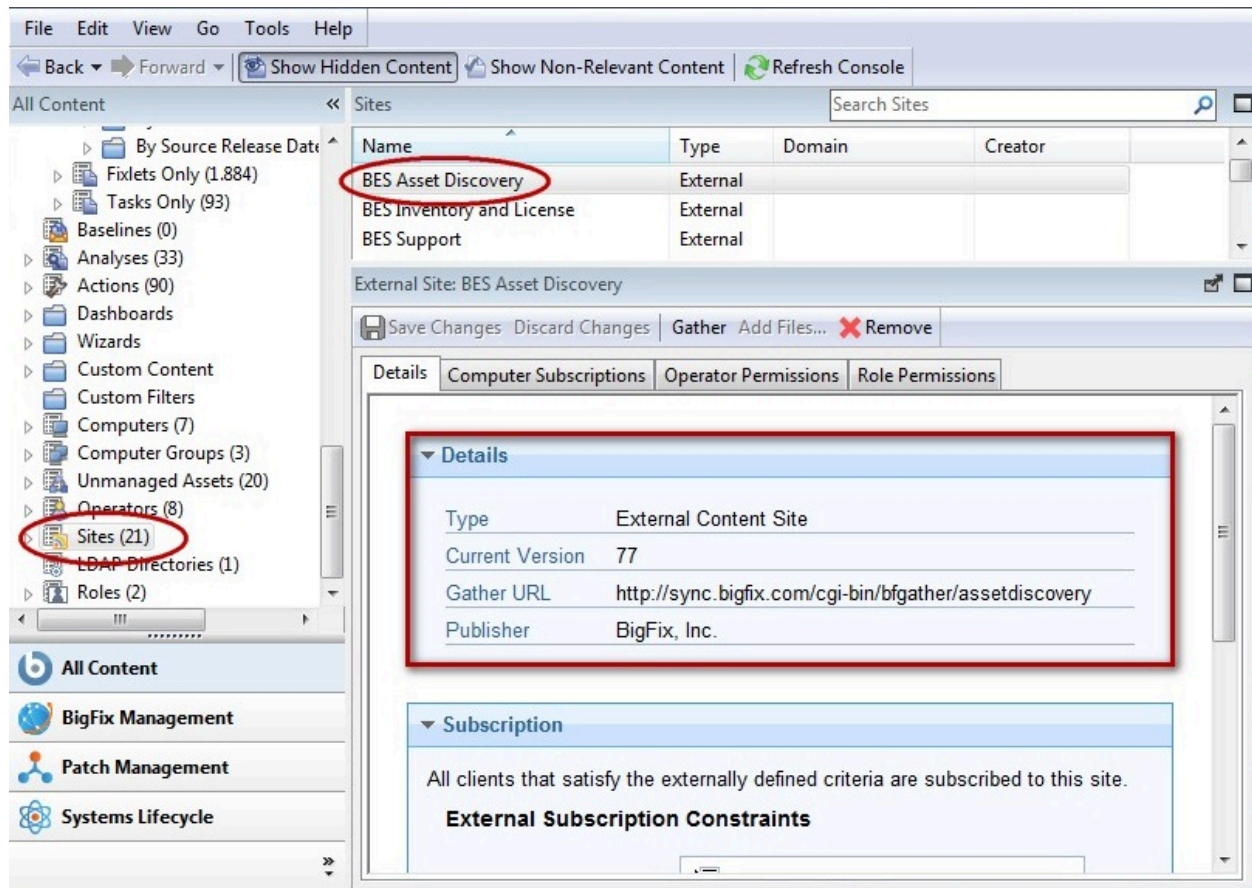 File Edit View Go Tools Help
Back Forward Show Hidden Content Show Non-Relevant Content Refresh Console
All Content
By Source Release Date
Fixlets Only (1.884)
Tasks Only (93)
Baselines (0)
Analyses (33)
Actions (90)
Dashboards
Wizards
Custom Content
Custom Filters
Computers (7)
Computer Groups (3)
Unmanaged Assets (20)
Operators (8)
Sites (21)
LDAP Directories (1)
Roles (2)
All Content
BigFix Management
Patch Management
Systems Lifecycle
Sites Search Sites
Name Type Domain Creator
BES Asset Discovery External
BES Inventory and License External
BES Support External
External Site: BES Asset Discovery
Save Changes Discard Changes Gather Add Files... Remove
Details Computer Subscriptions Operator Permissions Role Permissions
Details
Type External Content Site
Current Version 77
Gather URL http://sync.bigfix.com/cgi-bin/bfgather/assetdiscovery
Publisher BigFix, Inc.
Subscription
All clients that satisfy the externally defined criteria are subscribed to this site.
External Subscription Constraints